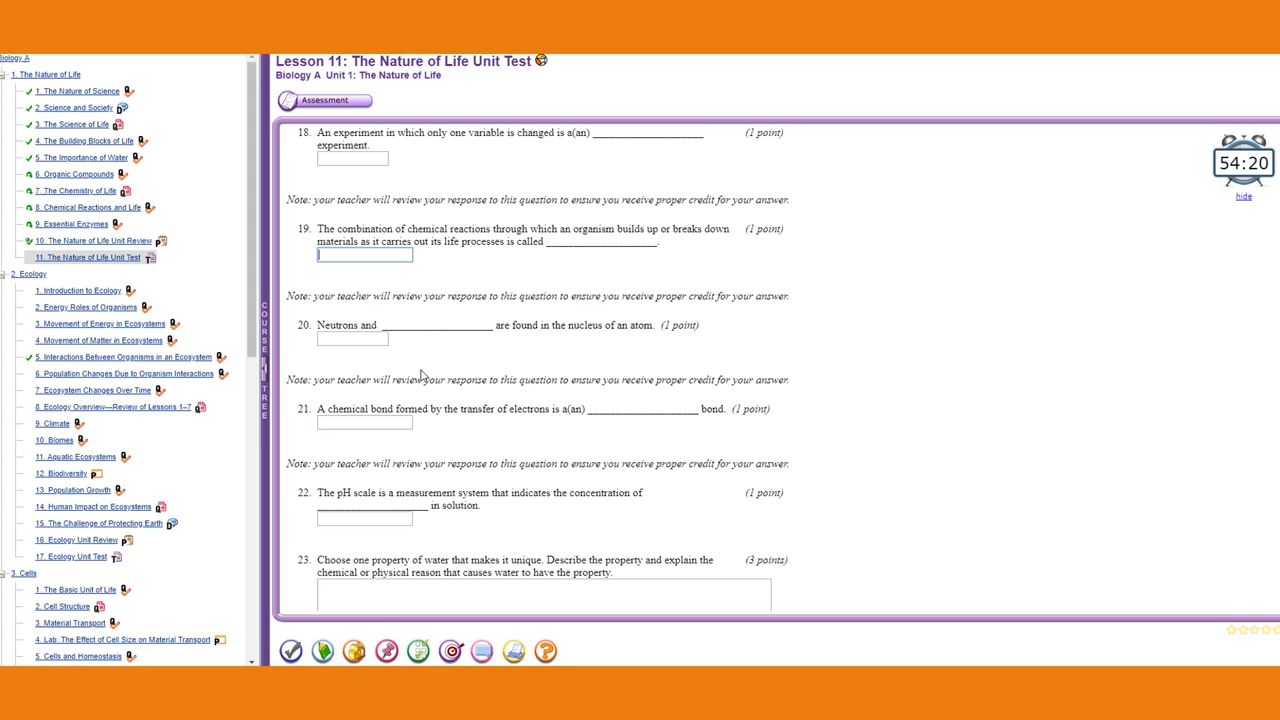 Biology A
1. The Nature of Life
1. The Nature of Science
2. Science and Society
3. The Science of Life
4. The Building Blocks of Life
5. The Importance of Water
6. Organic Compounds
7. The Chemistry of Life
8. Chemical Reactions and Life
9. Essential Enzymes
10. The Nature of Life Unit Review
11. The Nature of Life Unit Test
2. Ecology
1. Introduction to Ecology
2. Energy Roles of Organisms
3. Movement of Energy in Ecosystems
4. Movement of Matter in Ecosystems
5. Interactions Between Organisms in an Ecosystem
6. Population Changes Due to Organism Interactions
7. Ecosystem Changes Over Time
8. Ecology Overview—Review of Lessons 1–7
9. Climate
10. Biomes
11. Aquatic Ecosystems
12. Biodiversity
13. Population Growth
14. Human Impact on Ecosystems
15. The Challenge of Protecting Earth
16. Ecology Unit Review
17. Ecology Unit Test
3. Cells
1. The Basic Unit of Life
2. Cell Structure
3. Material Transport
4. Lab: The Effect of Cell Size on Material Transport
5. Cells and Homeostasis
COURSE TREE
Lesson 11: The Nature of Life Unit Test
Biology A Unit 1: The Nature of Life
Assessment
18. An experiment in which only one variable is changed is a(an) ____________________ (1 point)
experiment.
Note: your teacher will review your response to this question to ensure you receive proper credit for your answer.
19. The combination of chemical reactions through which an organism builds up or breaks down (1 point)
materials as it carries out its life processes is called ____________________.
Note: your teacher will review your response to this question to ensure you receive proper credit for your answer.
20. Neutrons and ____________________ are found in the nucleus of an atom. (1 point)
Note: your teacher will review your response to this question to ensure you receive proper credit for your answer.
21. A chemical bond formed by the transfer of electrons is a(an) ____________________ bond. (1 point)
Note: your teacher will review your response to this question to ensure you receive proper credit for your answer.
22. The pH scale is a measurement system that indicates the concentration of (1 point)
____________________ in solution.
23. Choose one property of water that makes it unique. Describe the property and explain the (3 points)
chemical or physical reason that causes water to have the property.
54:20
hide